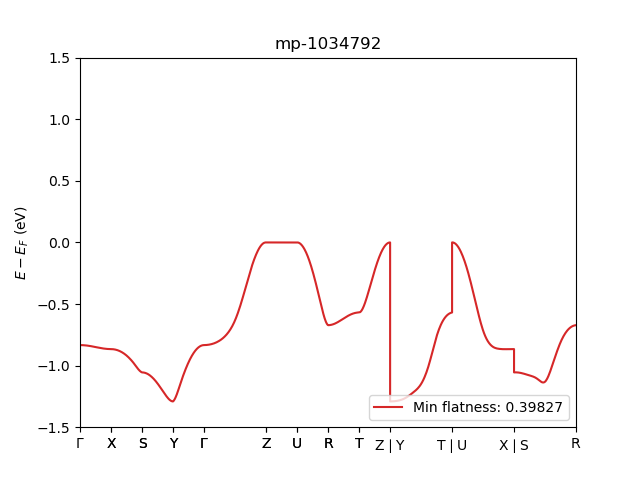 mp-1034792
1.5
1.0
0.5
0.0
−0.5
−1.0
−1.5
E − E_F (eV)
Min flatness: 0.39827
Γ X S Y Γ Z U R T Z | Y T | U X | S R